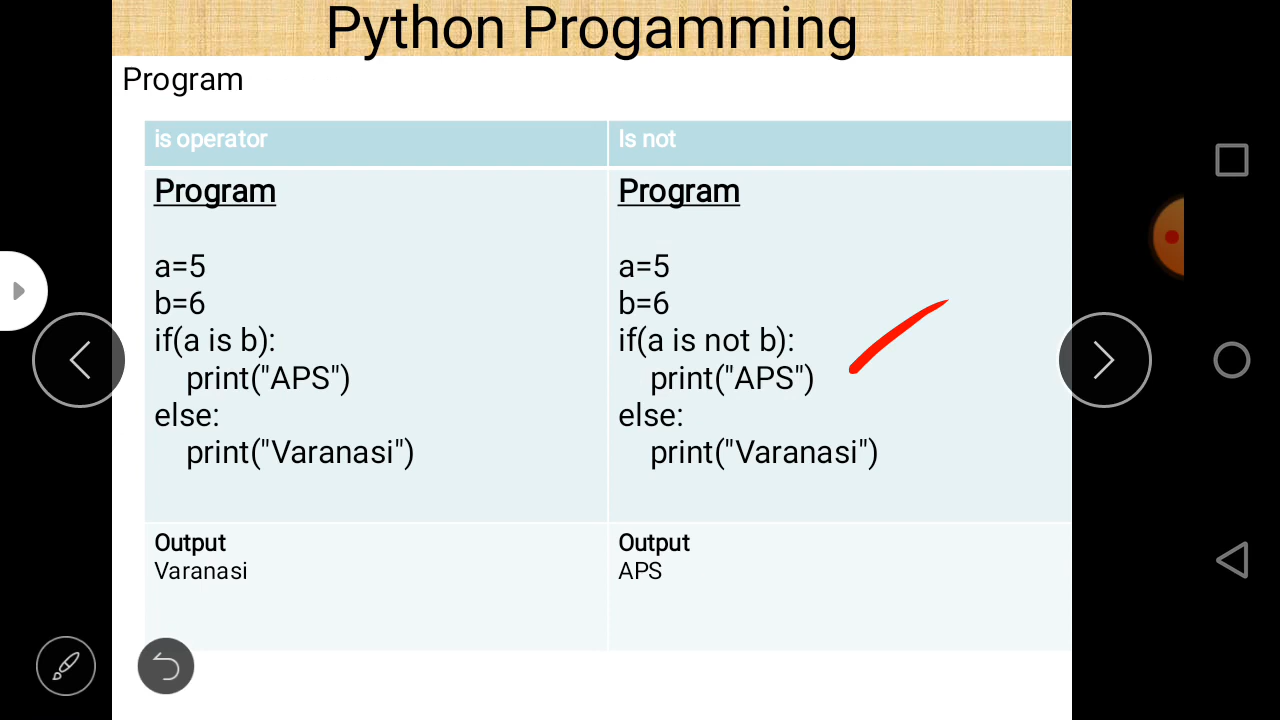 Python Progamming
Program
is operator
Is not
Program
a=5
b=6
if(a is b):
print("APS")
else:
print("Varanasi")
Program
a=5
b=6
if(a is not b):
print("APS")
else:
print("Varanasi")
Output
Varanasi
Output
APS